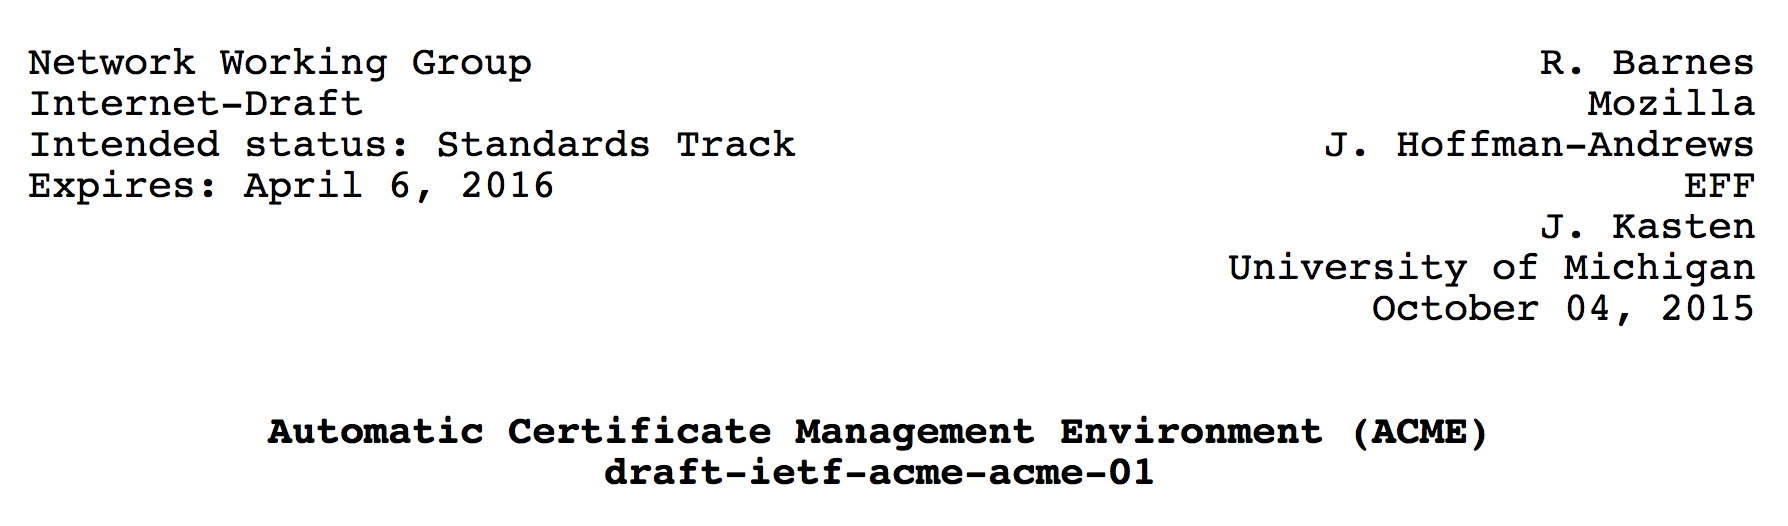 Network Working Group R. Barnes
Internet-Draft Mozilla
Intended status: Standards Track J. Hoffman-Andrews
Expires: April 6, 2016 EFF
J. Kasten
University of Michigan
October 04, 2015
Automatic Certificate Management Environment (ACME)
draft-ietf-acme-acme-01